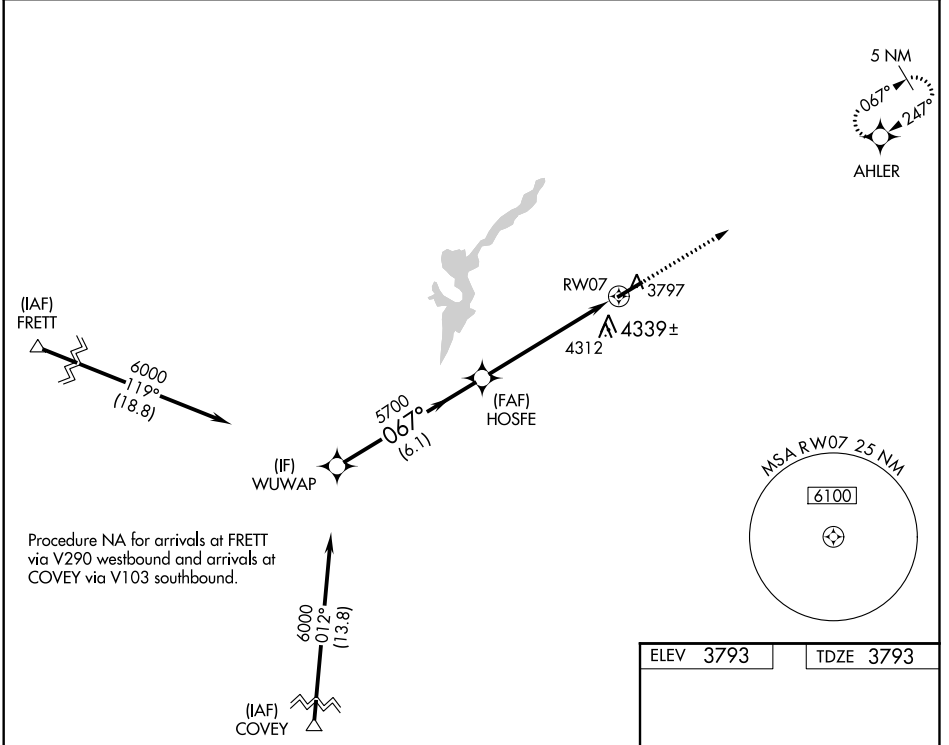 5 NM
067°
247°
AHLER
RW07
3797
4312
4339±
(IAF)
FRETT
6000
119°
(18.8)
(FAF)
HOSFE
5700
067°
(6.1)
(IF)
WUWAP
MSA RW07 25 NM
6100
Procedure NA for arrivals at FRETT
via V290 westbound and arrivals at
COVEY via V103 southbound.
6000
012°
(13.8)
(IAF)
COVEY
ELEV 3793
TDZE 3793